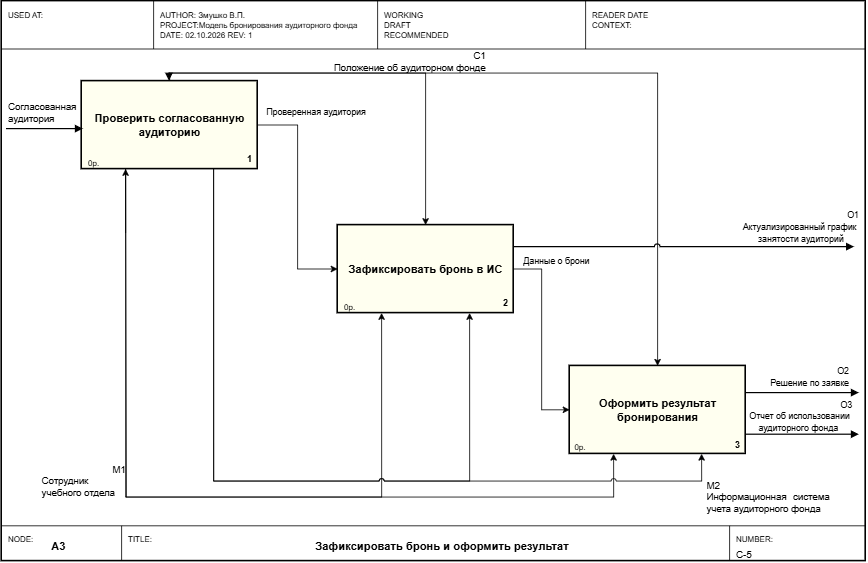 USED AT:
AUTHOR: Змушко В.П.
PROJECT:Модель бронирования аудиторного фонда
DATE: 02.10.2026 REV: 1
WORKING
DRAFT
RECOMMENDED
READER DATE
CONTEXT:
C1
Положение об аудиторном фонде
Согласованная
аудитория
Проверить согласованную
аудиторию
0р.
1
Проверенная аудитория
O1
Актуализированный график
занятости аудиторий
Зафиксировать бронь в ИС
0р.
2
Данные о брони
O2
Решение по заявке
O3
Отчет об использовании
аудиторного фонда
Оформить результат
бронирования
0р.
3
M1
Сотрудник
учебного отдела
M2
Информационная система
учета аудиторного фонда
NODE:
A3
TITLE:
Зафиксировать бронь и оформить результат
NUMBER:
C-5